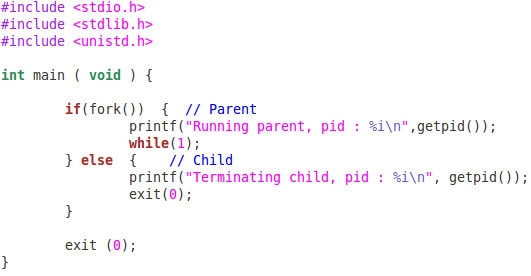 #include <stdio.h>
#include <stdlib.h>
#include <unistd.h>

int main ( void ) {

        if(fork())  {  // Parent
                printf("Running parent, pid : %i\n",getpid());
                while(1);
        } else  {    // Child
                printf("Terminating child, pid : %i\n", getpid());
                exit(0);
        }

        exit (0);
}